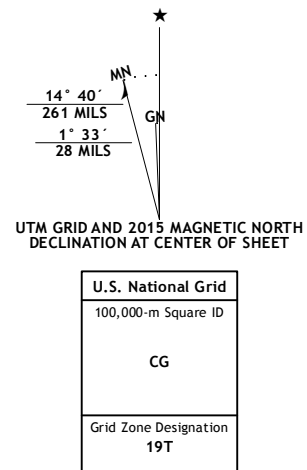 ★
MN
GN
14° 40´
261 MILS
1° 33´
28 MILS
UTM GRID AND 2015 MAGNETIC NORTH
DECLINATION AT CENTER OF SHEET
U.S. National Grid
100,000-m Square ID
CG
Grid Zone Designation
19T